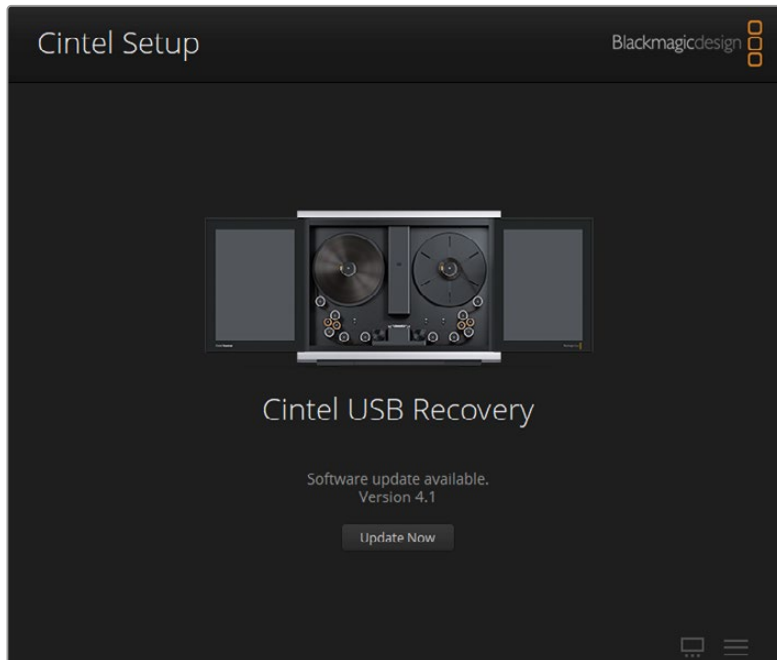 Cintel Setup
Blackmagicdesign
Cintel USB Recovery
Software update available.
Version 4.1
Update Now